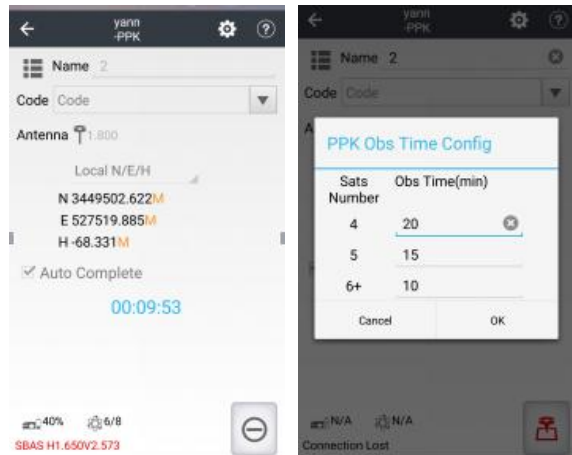 yann
-PPK
Name 2
Code Code
Antenna 1.800
Local N/E/H
N 3449502.622M
E 527519.885M
H -68.331M
Auto Complete
00:09:53
40% 6/8
SBAS H1.650V2.573
yann
-PPK
Name 2
Code Code
A
PPK Obs Time Config
Sats Number Obs Time(min)
4 20
5 15
6+ 10
Cancel OK
N/A N/A
Connection Lost